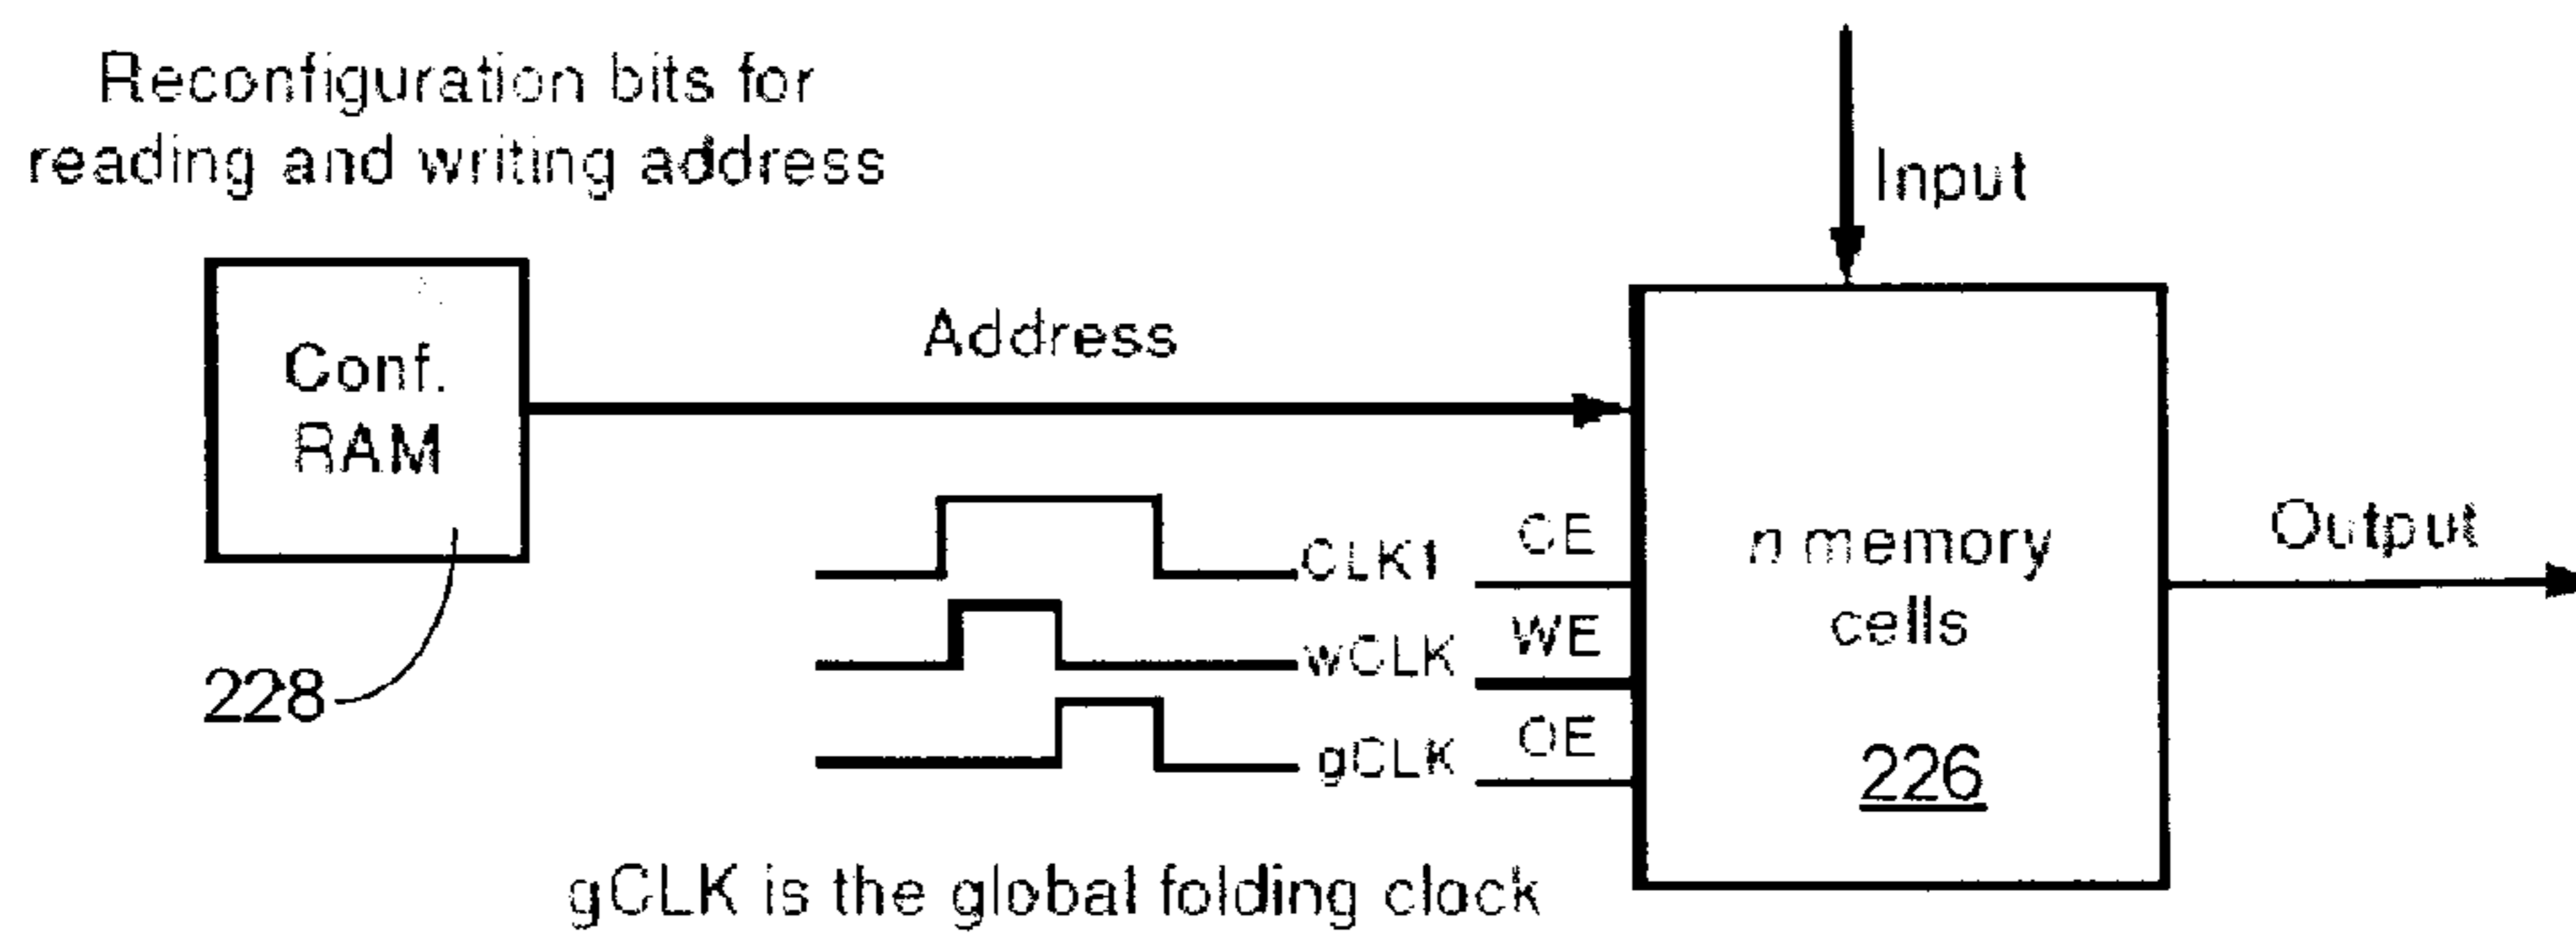 Reconfiguration bits for
reading and writing address
Input
Conf.
RAM
Address
CLK1
CE
wCLK
WE
gCLK
OE
n memory
cells
226
Output
228
gCLK is the global folding clock